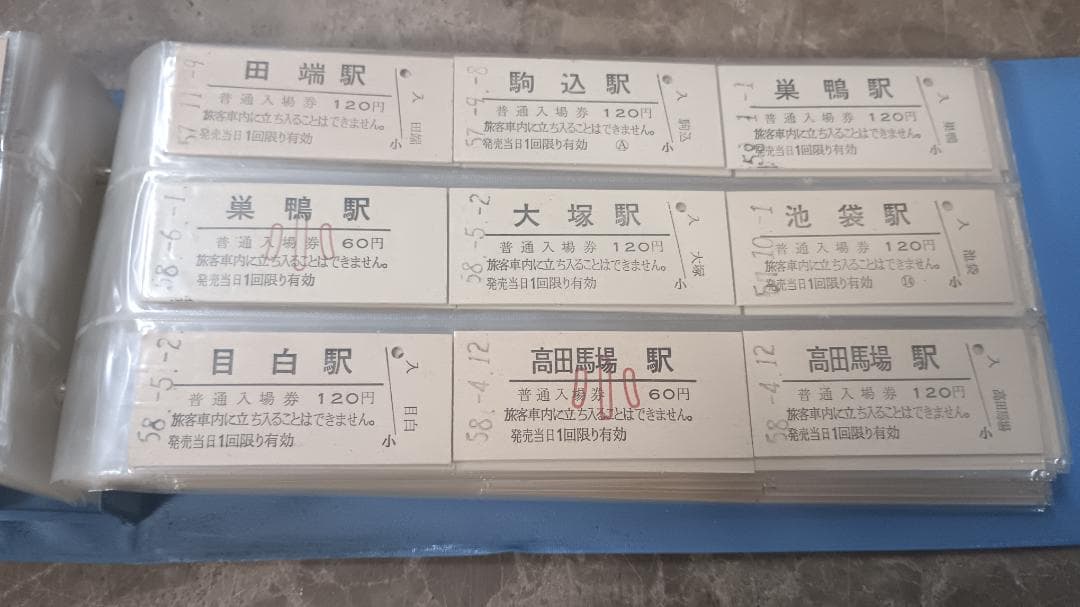 57.11.-9
田端駅
普通入場券 120円
旅客車内に立ち入ることはできません。
発売当日1回限り有効
入
田端
小
57.-9.-8
駒込駅
普通入場券 120円
旅客車内に立ち入ることはできません。
発売当日1回限り有効 Ⓐ
入
駒込
小
58.-1.-1
巣鴨駅
普通入場券 120円
旅客車内に立ち入ることはできません。
発売当日1回限り有効
入
巣鴨
小
58.-6.-1
巣鴨駅
普通入場券 60円
小
旅客車内に立ち入ることはできません。
発売当日1回限り有効
58.-5.-2
大塚駅
普通入場券 120円
旅客車内に立ち入ることはできません。
発売当日1回限り有効
入
大塚
小
57.10.-1
池袋駅
普通入場券 120円
旅客車内に立ち入ることはできません。
発売当日1回限り有効
入
池袋
小
58.-5.-2
目白駅
普通入場券 120円
旅客車内に立ち入ることはできません。
発売当日1回限り有効
入
目白
小
58.-4.12
高田馬場駅
普通入場券 60円
小
旅客車内に立ち入ることはできません。
発売当日1回限り有効
58.-4.12
高田馬場駅
普通入場券 120円
旅客車内に立ち入ることはできません。
発売当日1回限り有効
入
高田馬場
小